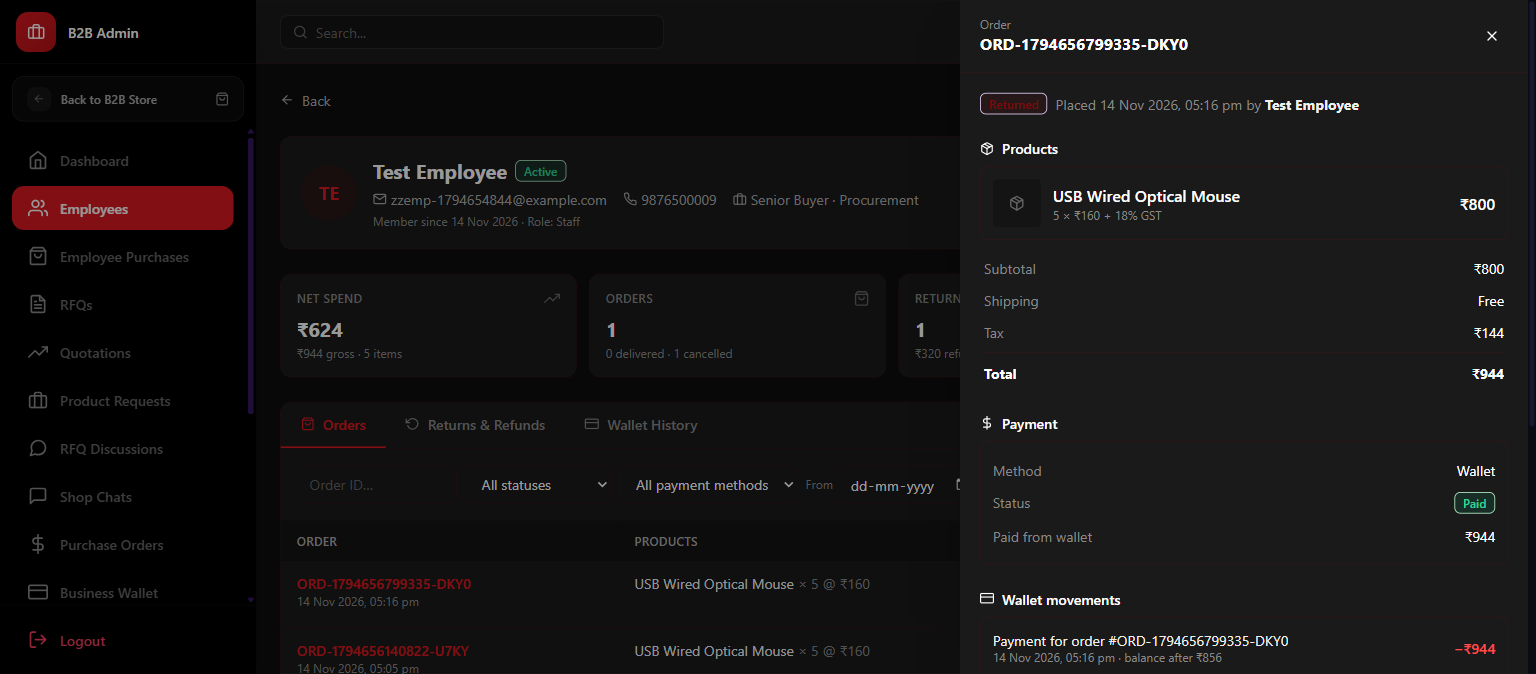 B2B Admin
Back to B2B Store
Dashboard
Employees
Employee Purchases
RFQs
Quotations
Product Requests
RFQ Discussions
Shop Chats
Purchase Orders
Business Wallet
Logout
Search...
Back
TE
Test Employee
Active
zzemp-1794654844@example.com
9876500009
Senior Buyer · Procurement
Member since 14 Nov 2026 · Role: Staff
NET SPEND
₹624
₹944 gross · 5 items
ORDERS
1
0 delivered · 1 cancelled
RETURN
1
₹320 ref
Orders
Returns & Refunds
Wallet History
Order ID...
All statuses
All payment methods
From
dd-mm-yyyy
ORDER
PRODUCTS
ORD-1794656799335-DKY0
14 Nov 2026, 05:16 pm
USB Wired Optical Mouse × 5 @ ₹160
ORD-1794656140822-U7KY
14 Nov 2026, 05:05 pm
USB Wired Optical Mouse × 5 @ ₹160
Order
ORD-1794656799335-DKY0
Returned
Placed 14 Nov 2026, 05:16 pm by Test Employee
Products
USB Wired Optical Mouse
5 × ₹160 + 18% GST
₹800
Subtotal
₹800
Shipping
Free
Tax
₹144
Total
₹944
Payment
Method
Wallet
Status
Paid
Paid from wallet
₹944
Wallet movements
Payment for order #ORD-1794656799335-DKY0
14 Nov 2026, 05:16 pm · balance after ₹856
−₹944